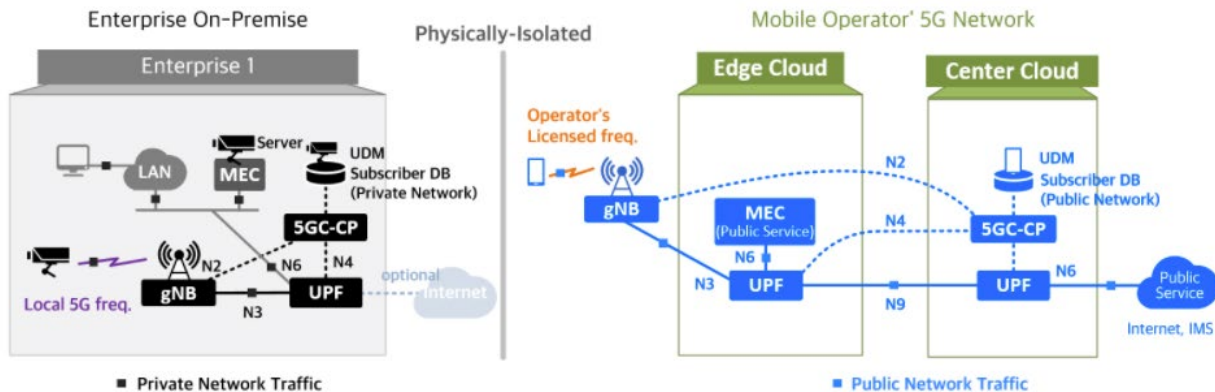 Enterprise On-Premise
Physically-Isolated
Mobile Operator' 5G Network
Enterprise 1
Edge Cloud
Center Cloud
Server
LAN
MEC
UDM
Subscriber DB
(Private Network)
5GC-CP
N2
N6
N4
optional
Internet
Local 5G freq.
gNB
N3
UPF
Operator's
Licensed freq.
gNB
N2
UDM
Subscriber DB
(Public Network)
MEC
(Public Service)
N4
5GC-CP
N6
N3
UPF
N9
UPF
N6
Public
Service
Internet, IMS
Private Network Traffic
Public Network Traffic